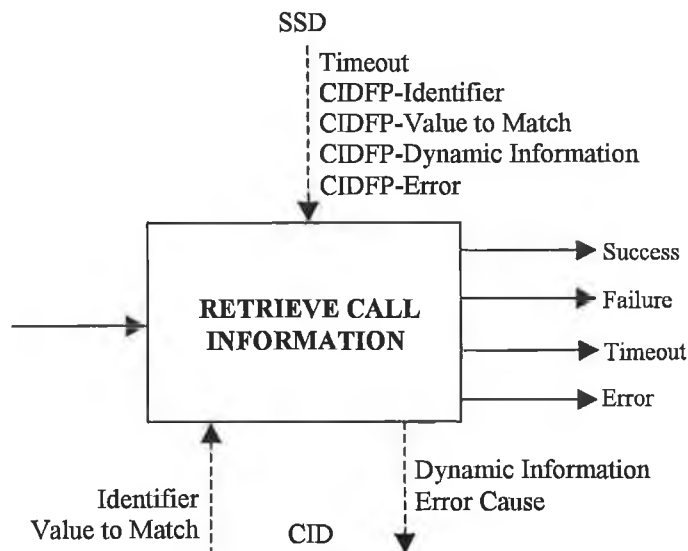 SSD
Timeout
CIDFP-Identifier
CIDFP-Value to Match
CIDFP-Dynamic Information
CIDFP-Error
RETRIEVE CALL
INFORMATION
Success
Failure
Timeout
Error
Identifier
Value to Match
CID
Dynamic Information
Error Cause